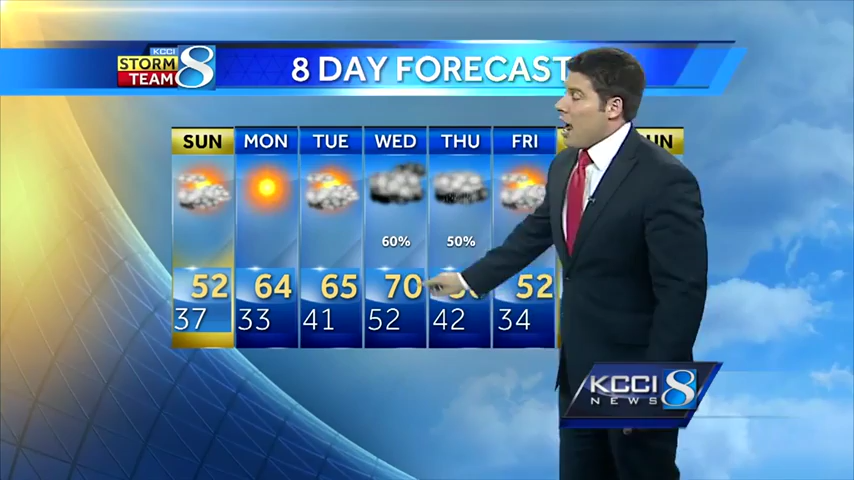 KCCI
STORM
TEAM 8
8 DAY FORECAST
SUN MON TUE WED THU FRI UN
60% 50%
52 64 65 70 52
37 33 41 52 42 34
KCCI 8
NEWS